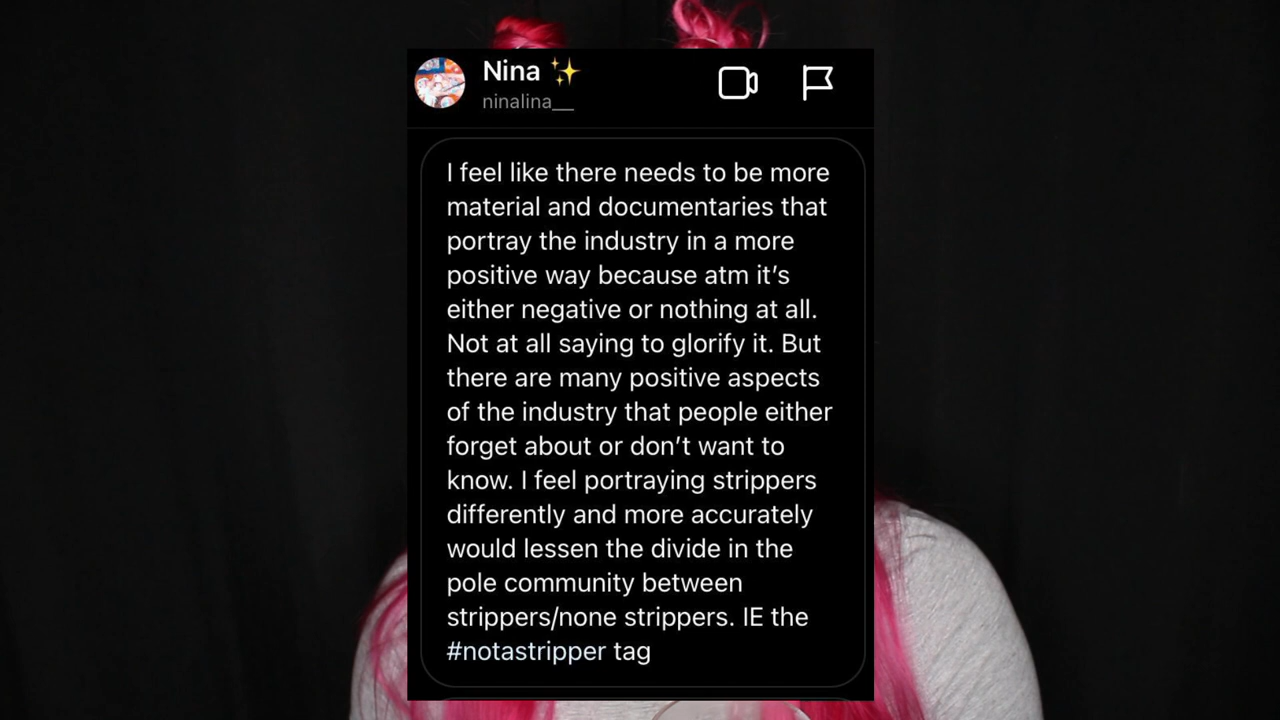 Nina ✨
ninalina__
I feel like there needs to be more
material and documentaries that
portray the industry in a more
positive way because atm it’s
either negative or nothing at all.
Not at all saying to glorify it. But
there are many positive aspects
of the industry that people either
forget about or don’t want to
know. I feel portraying strippers
differently and more accurately
would lessen the divide in the
pole community between
strippers/none strippers. IE the
#notastripper tag